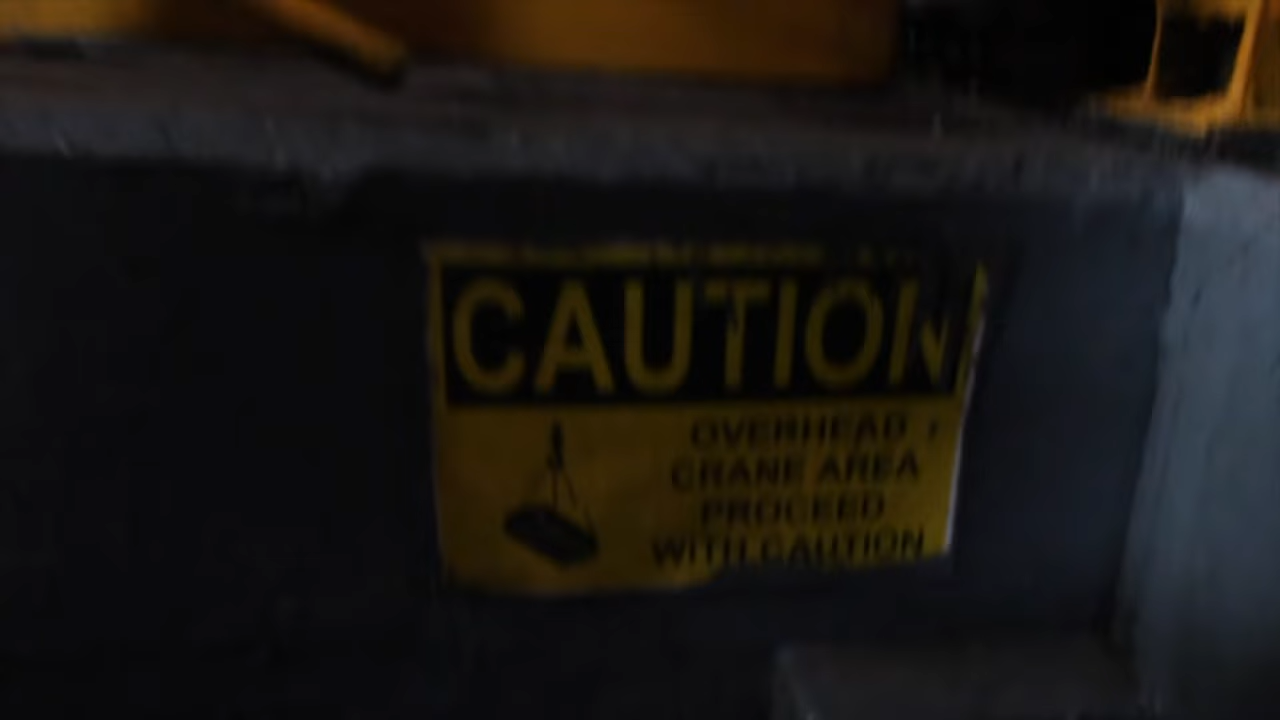 CAUTION
OVERHEAD
CRANE AREA
PROCEED
WITH CAUTION